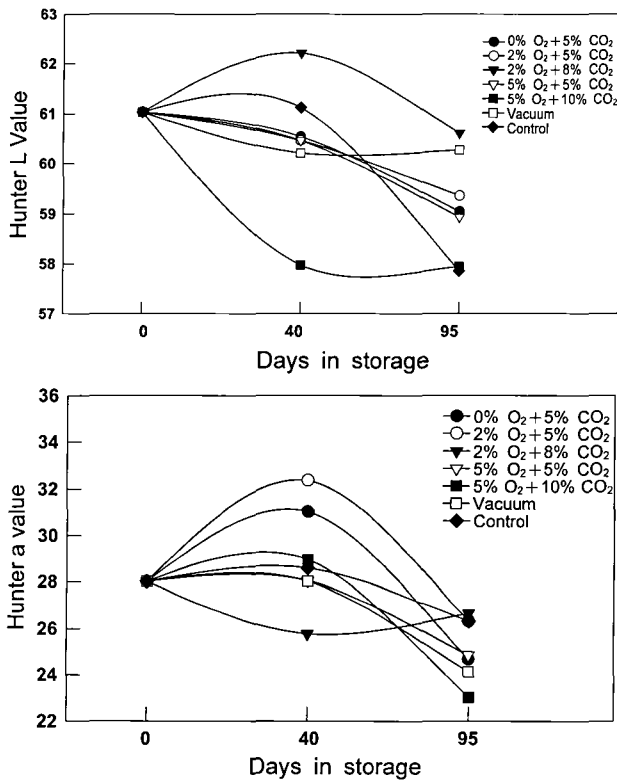 63
62
61
60
59
58
57
Hunter L Value
0% O₂+5% CO₂
2% O₂+5% CO₂
2% O₂+8% CO₂
5% O₂+5% CO₂
5% O₂+10% CO₂
Vacuum
Control
0 40 95
Days in storage
36
34
32
30
28
26
24
22
Hunter a value
0% O₂+5% CO₂
2% O₂+5% CO₂
2% O₂+8% CO₂
5% O₂+5% CO₂
5% O₂+10% CO₂
Vacuum
Control
0 40 95
Days in storage